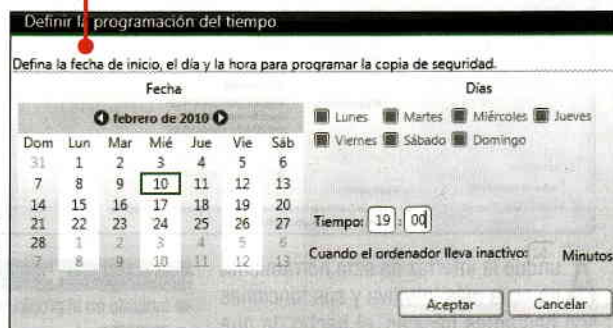 Definir la programación del tiempo
Defina la fecha de inicio, el día y la hora para programar la copia de seguridad.
Fecha
febrero de 2010
Dom Lun Mar Mié Jue Vie Sáb
31 1 2 3 4 5 6
7 8 9 10 11 12 13
14 15 16 17 18 19 20
21 22 23 24 25 26 27
28 1 2 3 4 5 6
7 8 9 10 11 12 13
Días
Lunes Martes Miércoles Jueves
Viernes Sábado Domingo
Tiempo: 19 : 00
Cuando el ordenador lleva inactivo: Minutos
Aceptar Cancelar